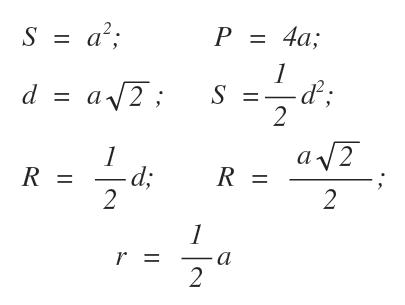 S = a²; P = 4a;
d = a√2; S = 1/2 d²;
R = 1/2 d; R = a√2/2;
r = 1/2 a